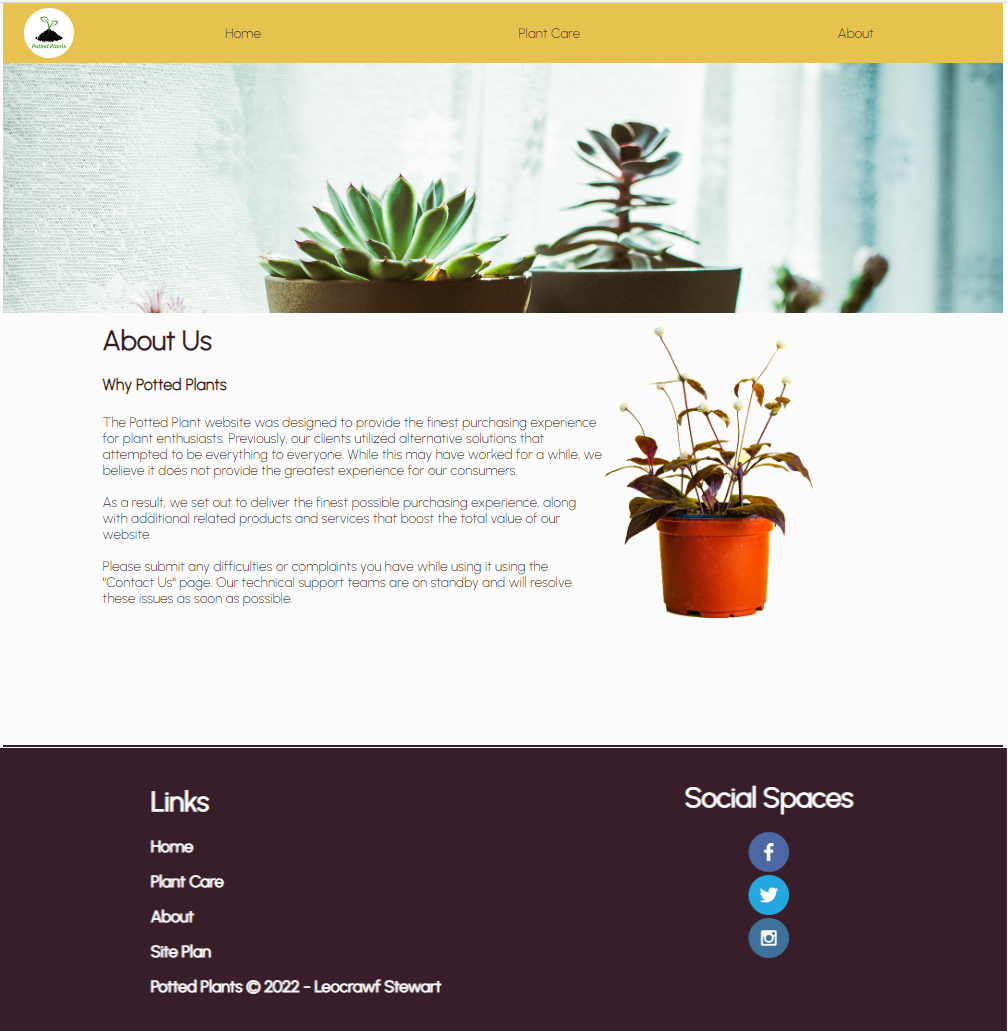 Potted Plants
Home
Plant Care
About
About Us
Why Potted Plants
The Potted Plant website was designed to provide the finest purchasing experience
for plant enthusiasts. Previously, our clients utilized alternative solutions that
attempted to be everything to everyone. While this may have worked for a while, we
believe it does not provide the greatest experience for our consumers.
As a result, we set out to deliver the finest possible purchasing experience, along
with additional related products and services that boost the total value of our
website.
Please submit any difficulties or complaints you have while using it using the
"Contact Us" page. Our technical support teams are on standby and will resolve
these issues as soon as possible.
Links
Home
Plant Care
About
Site Plan
Potted Plants © 2022 - Leocrawf Stewart
Social Spaces